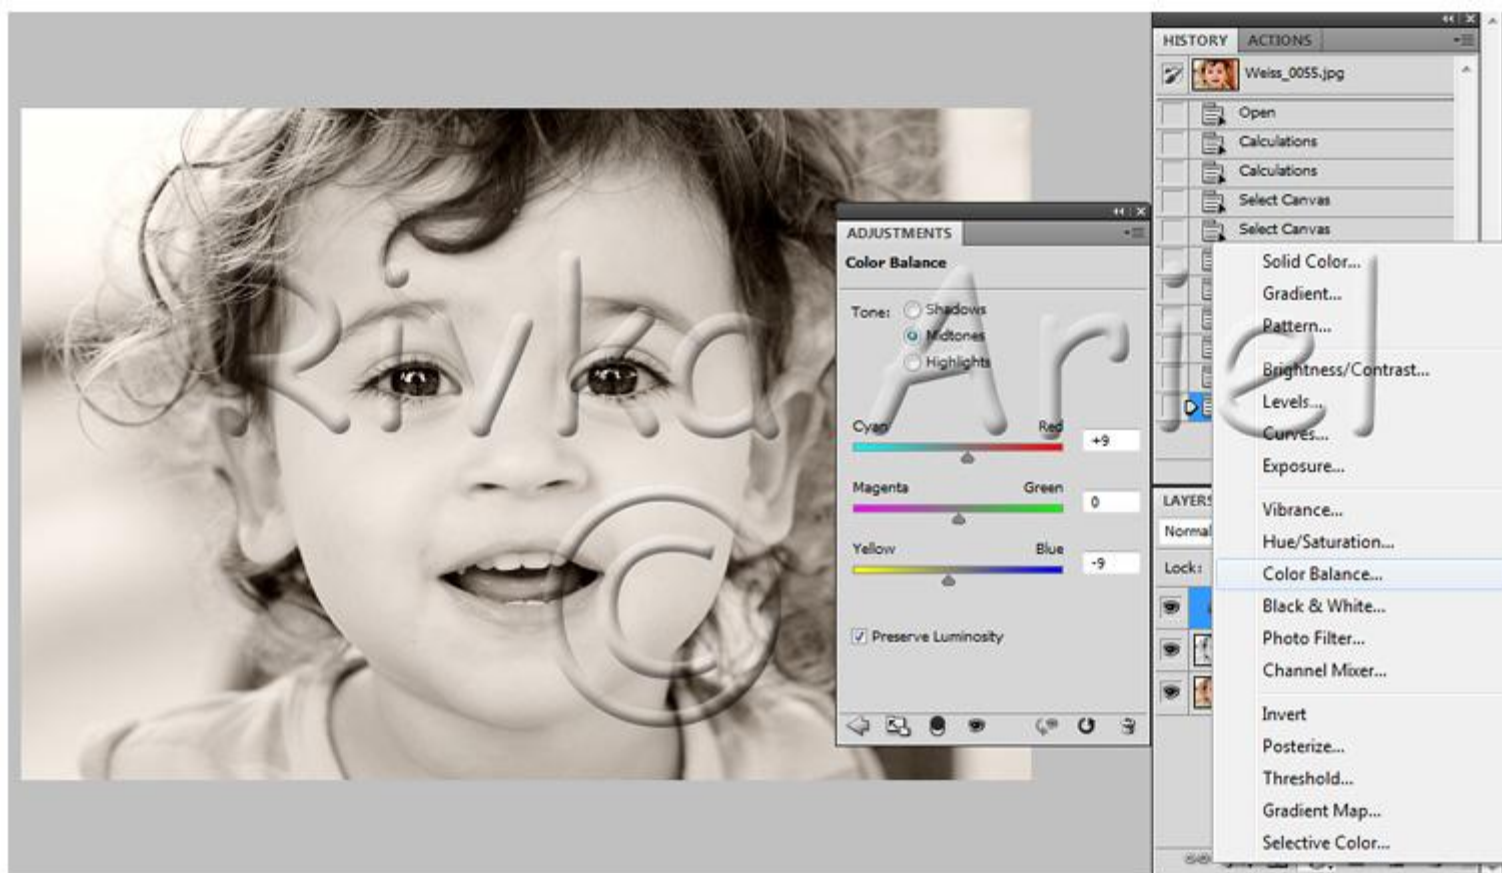 HISTORY ACTIONS
Weiss_0055.jpg
Open
Calculations
Calculations
Select Canvas
Select Canvas
ADJUSTMENTS
Color Balance
Tone: Shadows
Midtones
Highlights
Cyan Red +9
Magenta Green 0
Yellow Blue -9
Preserve Luminosity
Solid Color...
Gradient...
Pattern...
Brightness/Contrast...
Levels...
Curves...
Exposure...
Vibrance...
Hue/Saturation...
Color Balance...
Black & White...
Photo Filter...
Channel Mixer...
Invert
Posterize...
Threshold...
Gradient Map...
Selective Color...
LAYERS
Normal
Lock:
Rivka Ariel
©